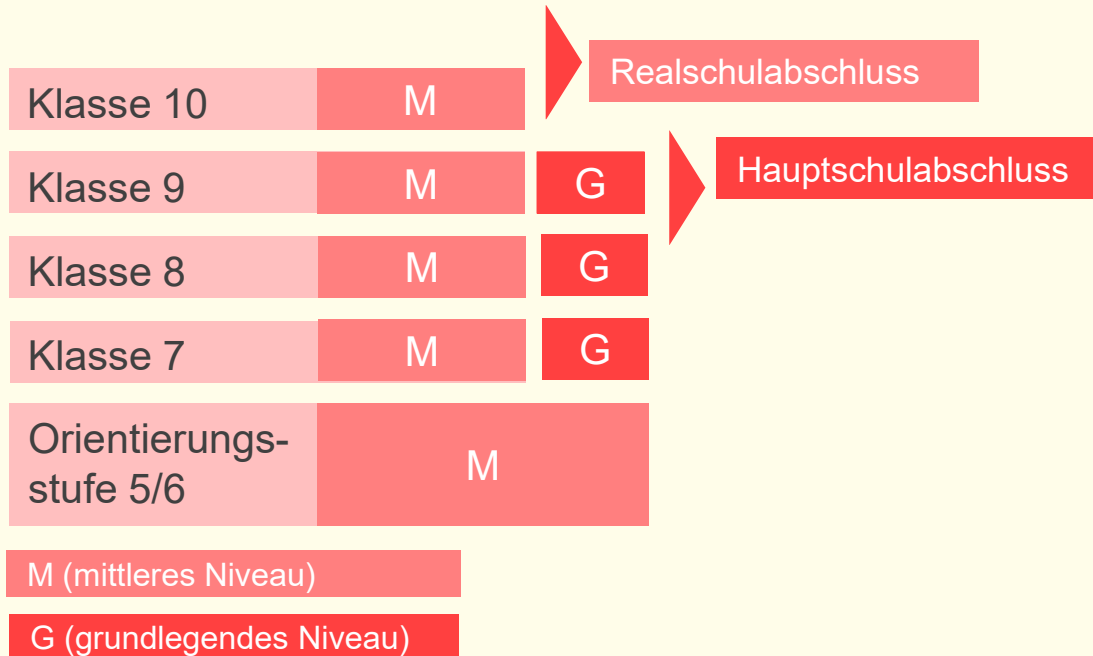 Realschulabschluss
Klasse 10 M
Hauptschulabschluss
Klasse 9 M G
Klasse 8 M G
Klasse 7 M G
Orientierungs-
stufe 5/6
M
M (mittleres Niveau)
G (grundlegendes Niveau)